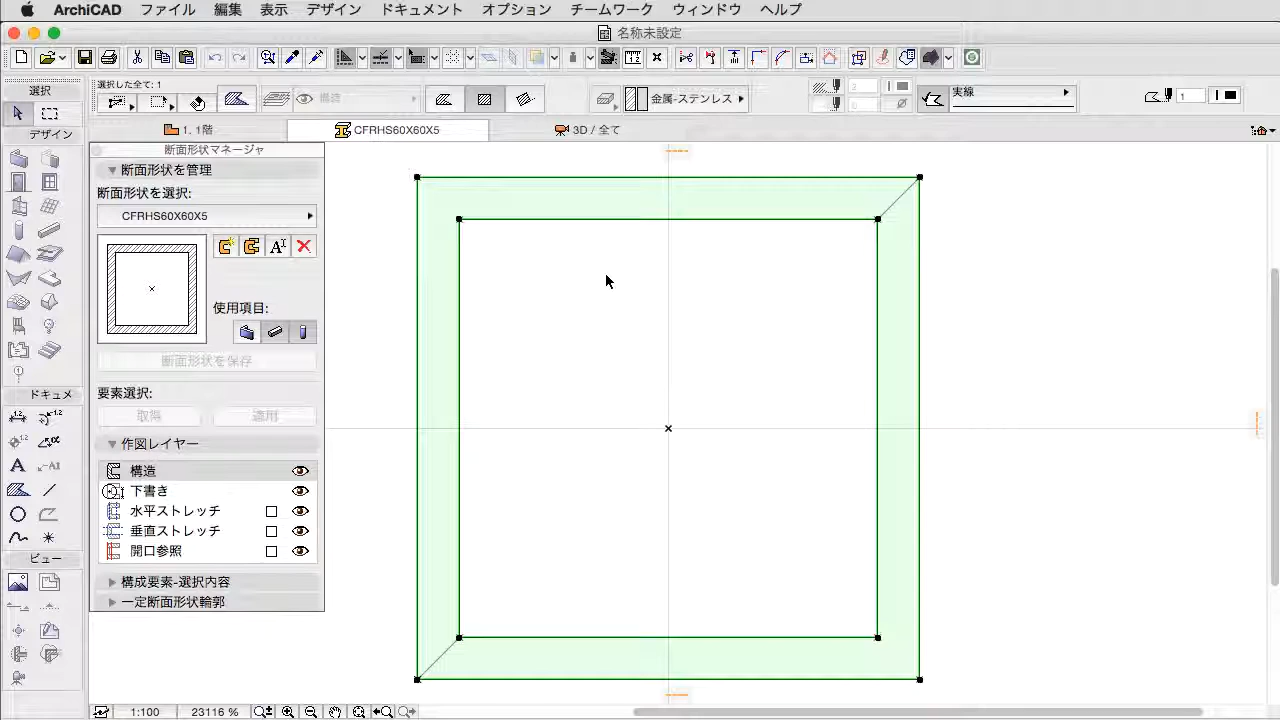 ArchiCAD ファイル 編集 表示 デザイン ドキュメント オプション チームワーク ウィンドウ ヘルプ
名称未設定
選択
選択した全て: 1
構造
金属-ステンレス
2
0
実線
1
デザイン
1. 1階
CFRHS60X60X5
3D / 全て
断面形状マネージャ
断面形状を管理
断面形状を選択:
CFRHS60X60X5
使用項目:
断面形状を保存
要素選択:
取得
適用
ドキュメ
作図レイヤー
構造
下書き
水平ストレッチ
垂直ストレッチ
開口参照
ビュー
構成要素-選択内容
一定断面形状輪郭
1:100
23116 %